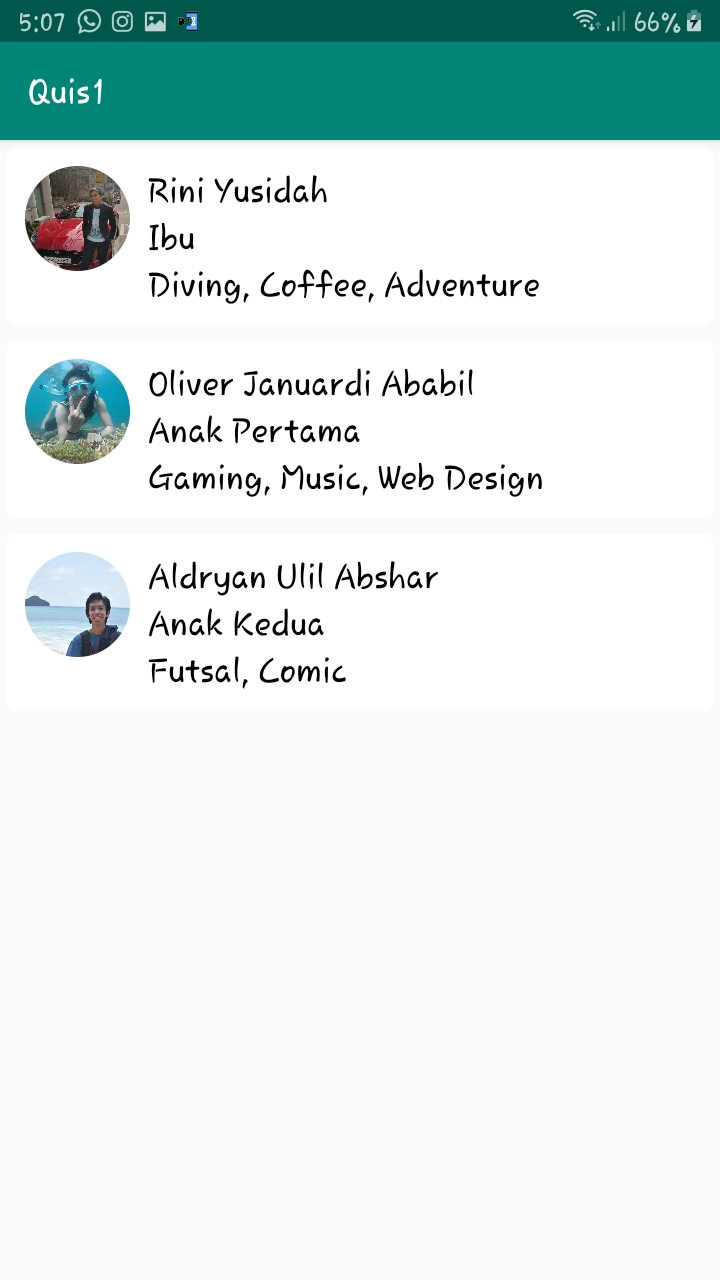 5:07 66%
Quis1
Rini Yusidah
Ibu
Diving, Coffee, Adventure
Oliver Januardi Ababil
Anak Pertama
Gaming, Music, Web Design
Aldryan Ulil Abshar
Anak Kedua
Futsal, Comic